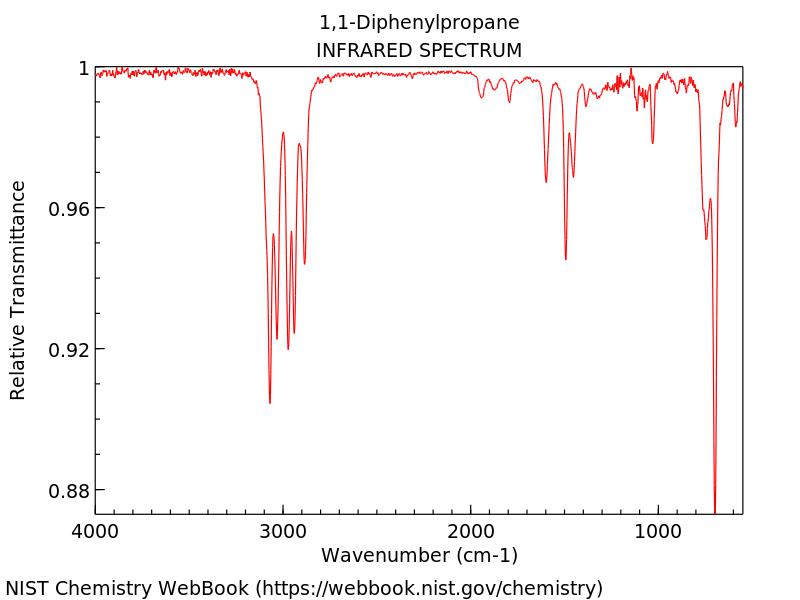 1,1-Diphenylpropane
INFRARED SPECTRUM
1
0.96
0.92
0.88
Relative Transmittance
4000 3000 2000 1000
Wavenumber (cm-1)
NIST Chemistry WebBook (https://webbook.nist.gov/chemistry)